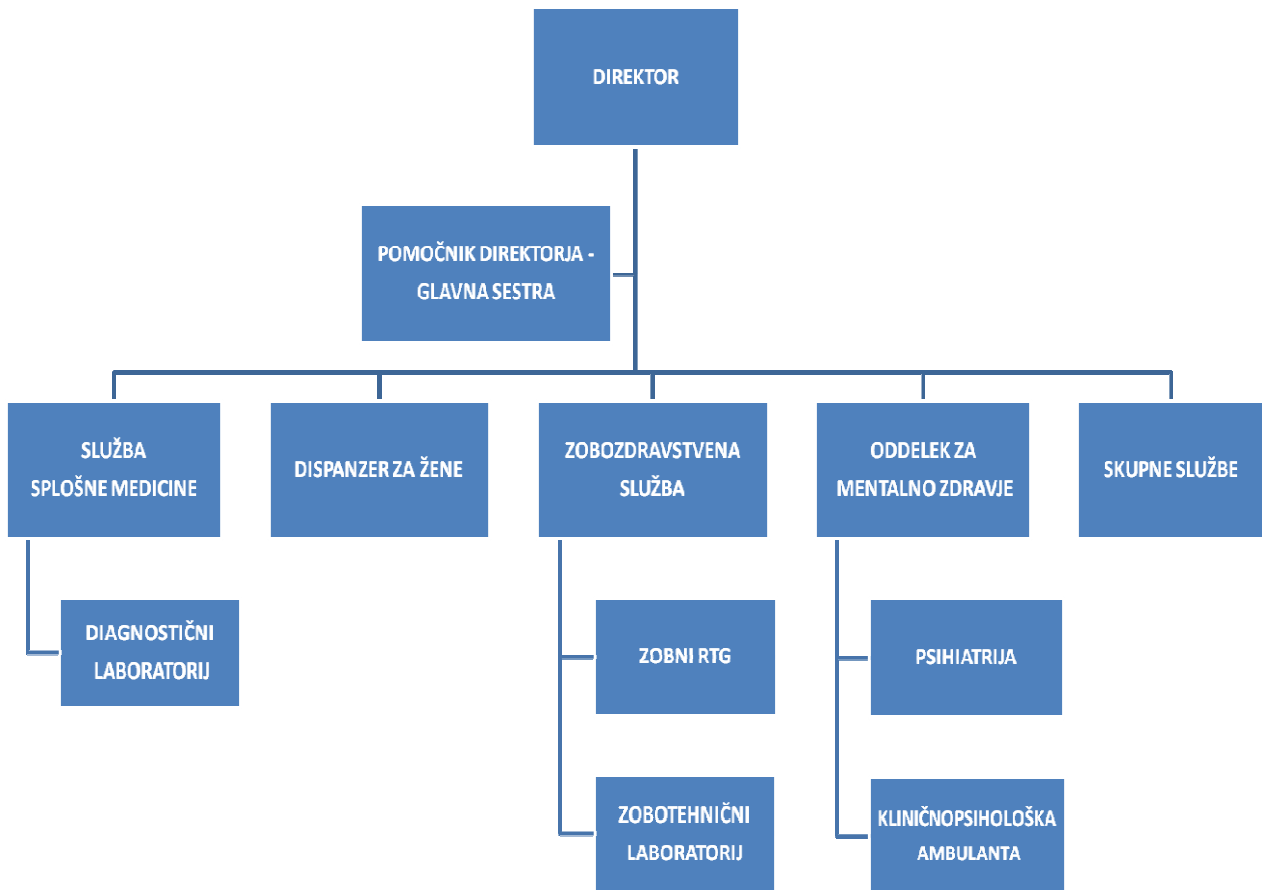 DIREKTOR
POMOČNIK DIREKTORJA -
GLAVNA SESTRA
SLUŽBA
SPLOŠNE MEDICINE
DISPANZER ZA ŽENE
ZOBOZDRAVSTVENA
SLUŽBA
ODDELEK ZA
MENTALNO ZDRAVJE
SKUPNE SLUŽBE
DIAGNOSTIČNI
LABORATORIJ
ZOBNI RTG
PSIHIATRIJA
ZOBOTEHNIČNI
LABORATORIJ
KLINIČNOPSIHOLOŠKA
AMBULANTA